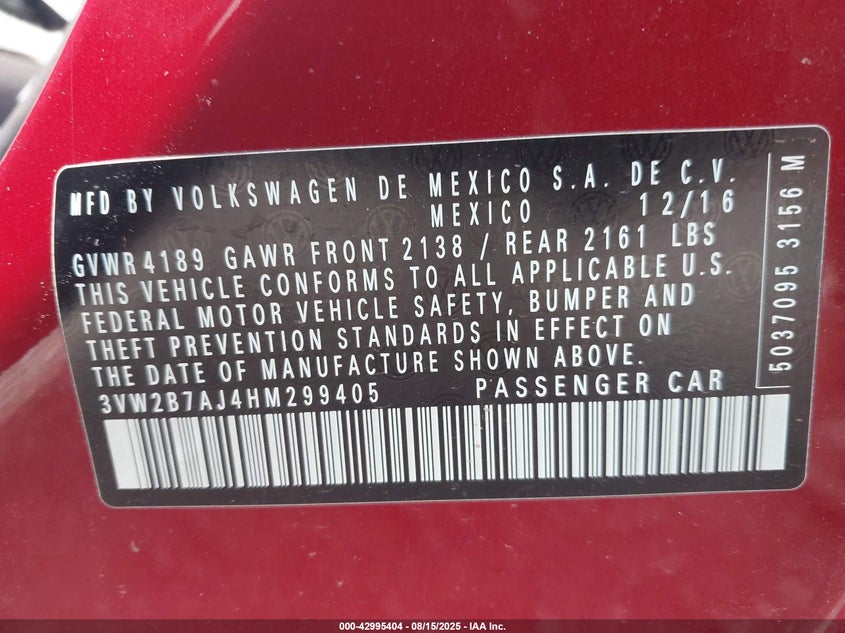 MFD BY VOLKSWAGEN DE MEXICO S.A. DE C.V.
MEXICO 12/16
GVWR4189 GAWR FRONT 2138 / REAR 2161 LBS
THIS VEHICLE CONFORMS TO ALL APPLICABLE U.S.
FEDERAL MOTOR VEHICLE SAFETY, BUMPER AND
THEFT PREVENTION STANDARDS IN EFFECT ON
THE DATE OF MANUFACTURE SHOWN ABOVE.
3VW2B7AJ4HM299405 PASSENGER CAR
5037095 3156 M
000-42995404 - 08/15/2025 - IAA Inc.